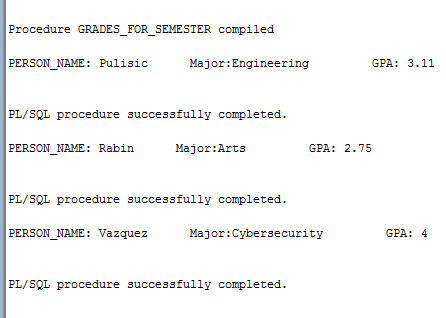 Procedure GRADES_FOR_SEMESTER compiled
PERSON_NAME: Pulisic Major:Engineering GPA: 3.11
PL/SQL procedure successfully completed.
PERSON_NAME: Rabin Major:Arts GPA: 2.75
PL/SQL procedure successfully completed.
PERSON_NAME: Vazquez Major:Cybersecurity GPA: 4
PL/SQL procedure successfully completed.